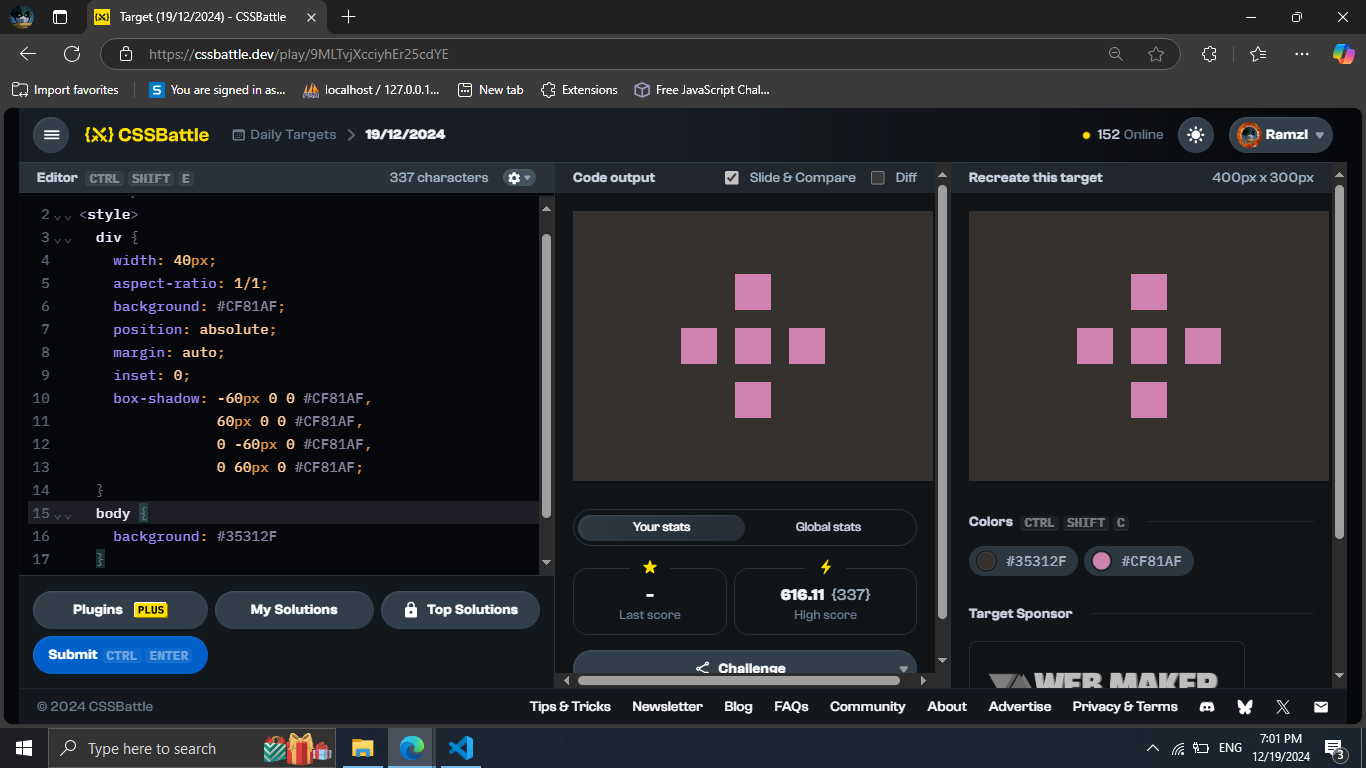 Target (19/12/2024) - CSSBattle
https://cssbattle.dev/play/9MLTvjXcciyhEr25cdYE
Import favorites
S You are signed in as...
localhost / 127.0.0.1...
New tab
Extensions
Free JavaScript Chal...
{X} CSSBattle
Daily Targets > 19/12/2024
152 Online
Ramzl
Editor CTRL SHIFT E
337 characters
Code output
Slide & Compare
Diff
Recreate this target
400px x 300px
2 <style>
3 div {
4 width: 40px;
5 aspect-ratio: 1/1;
6 background: #CF81AF;
7 position: absolute;
8 margin: auto;
9 inset: 0;
10 box-shadow: -60px 0 0 #CF81AF,
11 60px 0 0 #CF81AF,
12 0 -60px 0 #CF81AF,
13 0 60px 0 #CF81AF;
14 }
15 body {
16 background: #35312F
17 }
Plugins PLUS
My Solutions
Top Solutions
Submit CTRL ENTER
Your stats
Global stats
-
Last score
616.11 {337}
High score
Challenge
Colors CTRL SHIFT C
#35312F
#CF81AF
Target Sponsor
WEB MAKER
© 2024 CSSBattle
Tips & Tricks
Newsletter
Blog
FAQs
Community
About
Advertise
Privacy & Terms
Type here to search
ENG
7:01 PM
12/19/2024
3